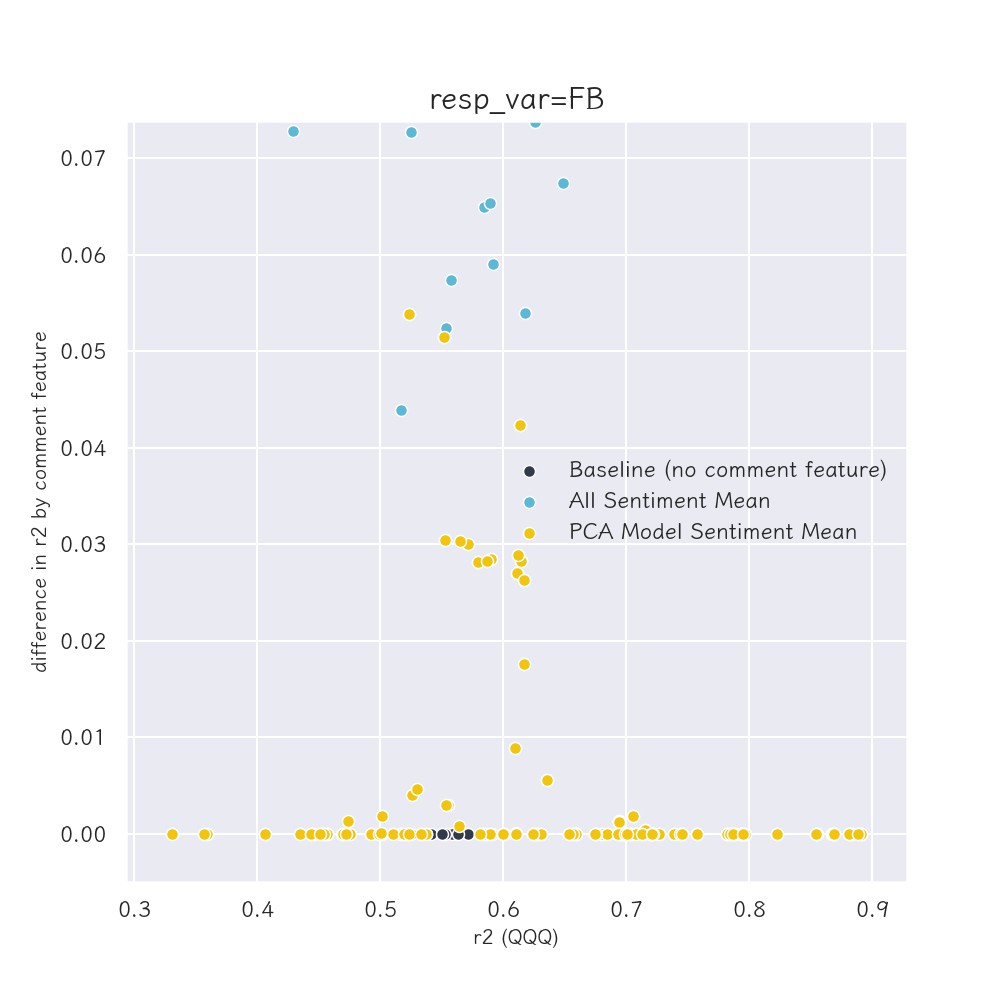 resp_var=FB
0.07
0.06
0.05
0.04
0.03
0.02
0.01
0.00
difference in r2 by comment feature
Baseline (no comment feature)
All Sentiment Mean
PCA Model Sentiment Mean
0.3 0.4 0.5 0.6 0.7 0.8 0.9
r2 (QQQ)